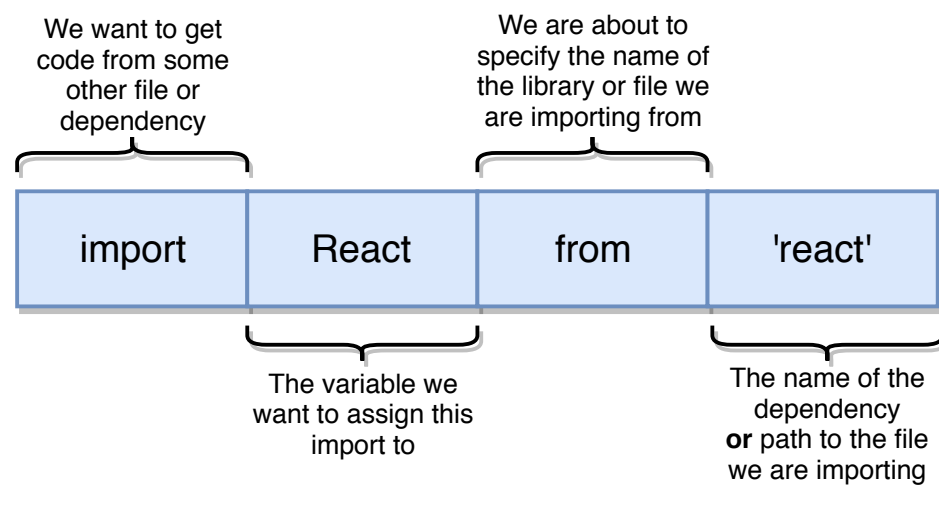 We want to get
code from some
other file or
dependency
We are about to
specify the name of
the library or file we
are importing from
import React from 'react'
The variable we
want to assign this
import to
The name of the
dependency
or path to the file
we are importing